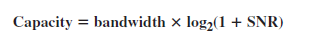 Capacity = bandwidth × log₂(1 + SNR)